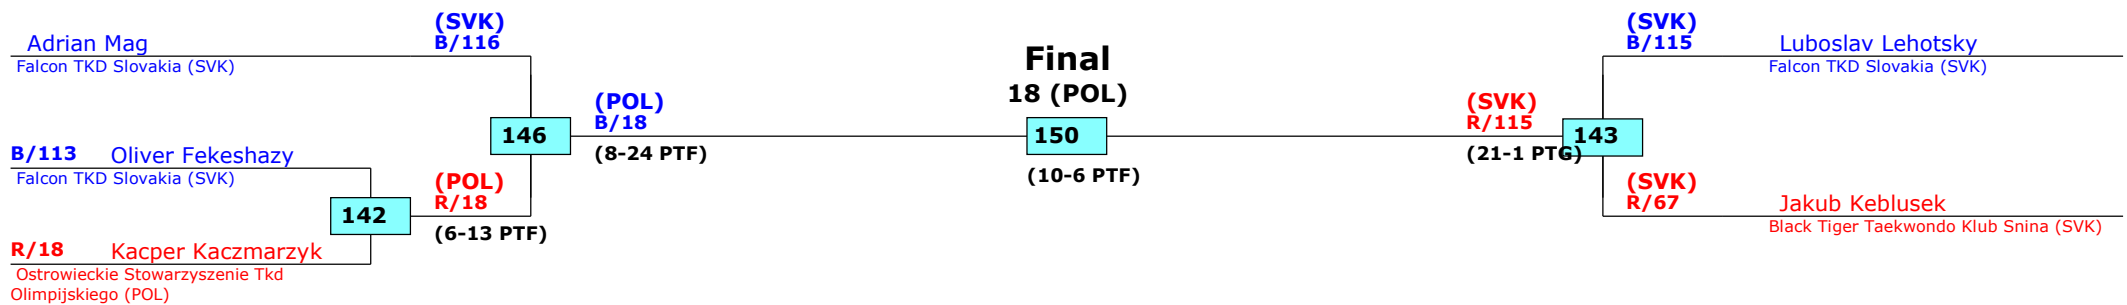 (SVK)
B/116
Adrian Mag
Falcon TKD Slovakia (SVK)
B/113 Oliver Fekeshazy
Falcon TKD Slovakia (SVK)
142
(POL)
R/18
(6-13 PTF)
R/18 Kacper Kaczmarzyk
Ostrowieckie Stowarzyszenie Tkd
Olimpijskiego (POL)
146
(POL)
B/18
(8-24 PTF)
Final
18 (POL)
150
(10-6 PTF)
(SVK)
R/115
(21-1 PTG)
143
(SVK)
B/115
Luboslav Lehotsky
Falcon TKD Slovakia (SVK)
(SVK)
R/67
Jakub Keblusek
Black Tiger Taekwondo Klub Snina (SVK)